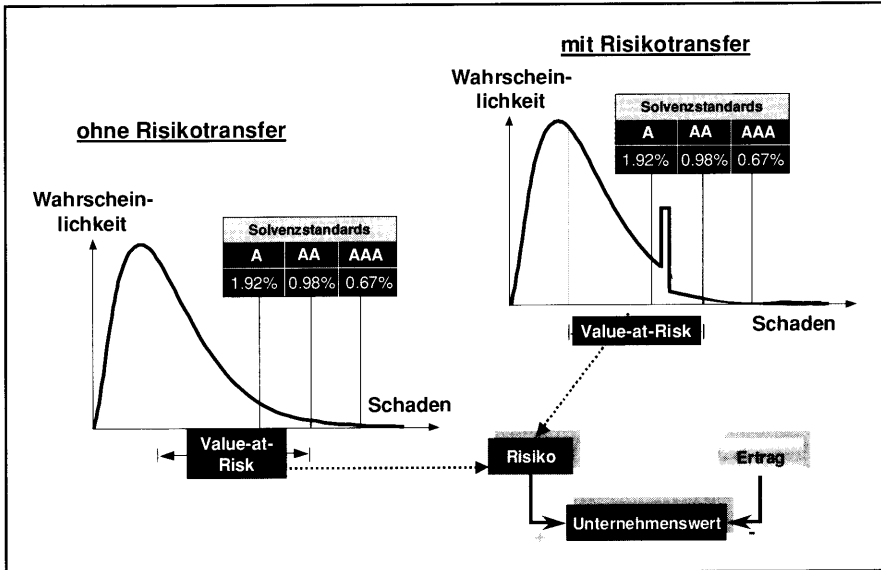 mit Risikotransfer
Wahrschein-
lichkeit
Solvenzstandards
A AA AAA
1.92% 0.98% 0.67%
Schaden
Value-at-Risk
ohne Risikotransfer
Wahrschein-
lichkeit
Solvenzstandards
A AA AAA
1.92% 0.98% 0.67%
Schaden
Value-at-
Risk
Risiko
Ertrag
Unternehmenswert
+
-